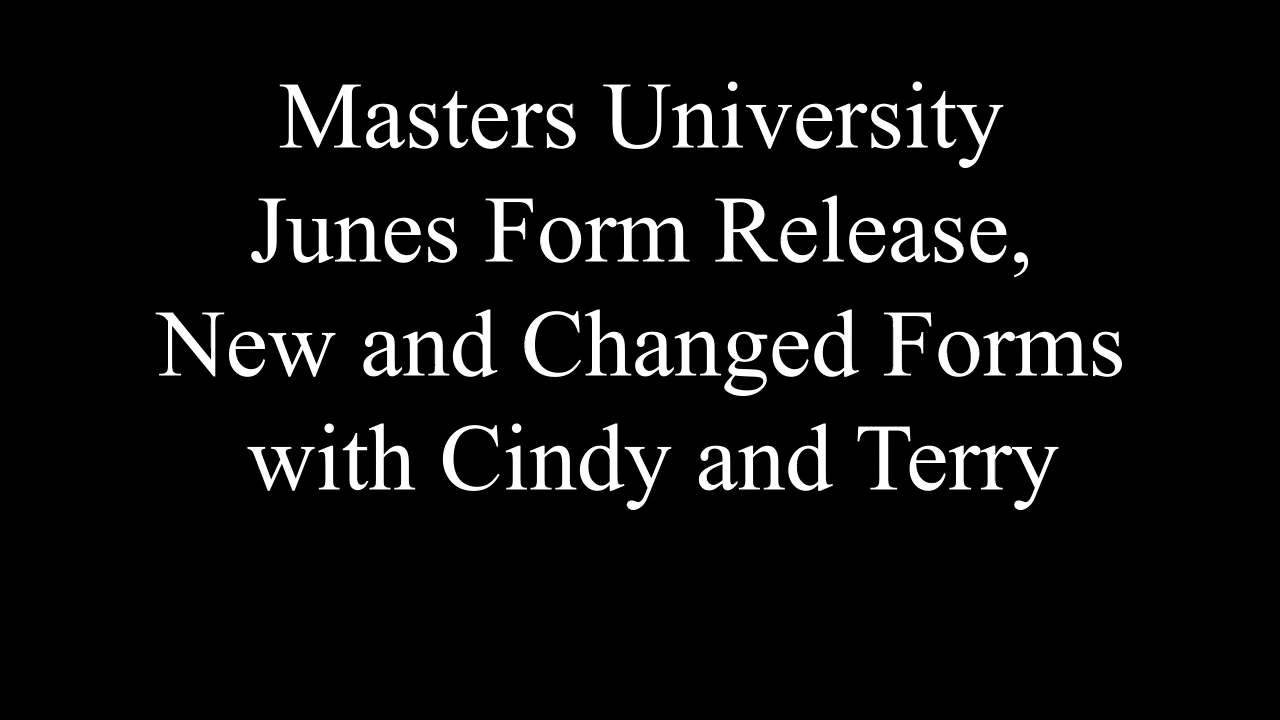 Masters University
Junes Form Release,
New and Changed Forms
with Cindy and Terry